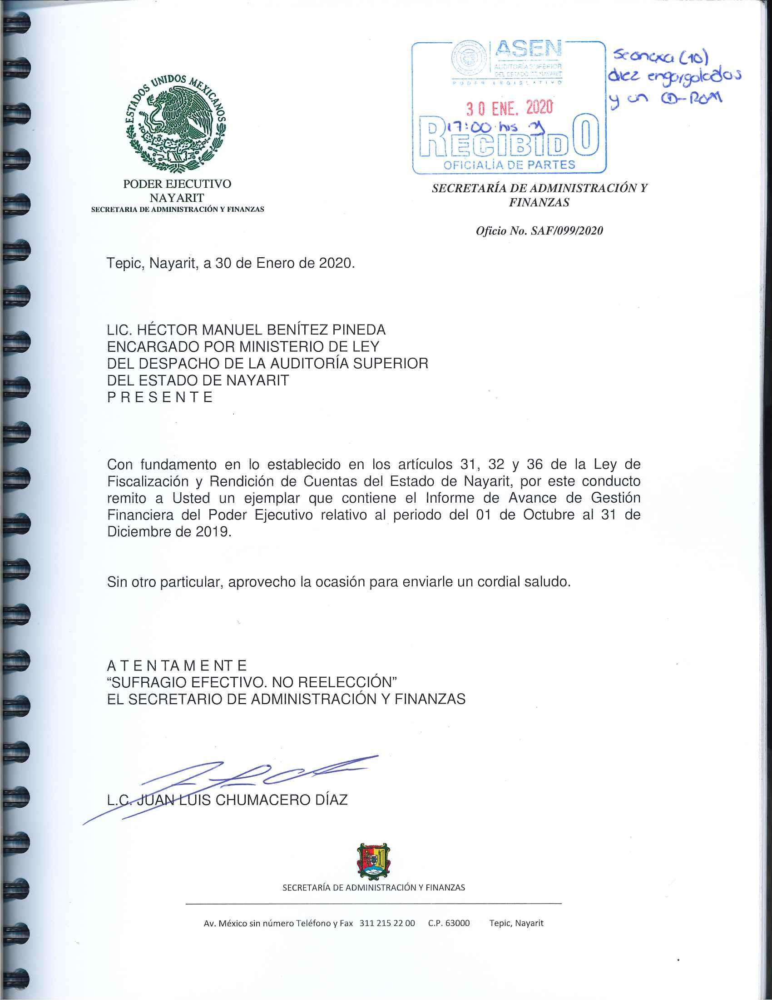 ESTADOS UNIDOS MEXICANOS
PODER EJECUTIVO
NAYARIT
SECRETARIA DE ADMINISTRACIÓN Y FINANZAS
ASEN
AUDITORÍA SUPERIOR
DEL ESTADO DE NAYARIT
PODER LEGISLATIVO
30 ENE. 2020
17:00 hrs
RECIBIDO
OFICIALÍA DE PARTES
Se anexa (10)
diez engargolados
y un CD-ROM
SECRETARÍA DE ADMINISTRACIÓN Y
FINANZAS
Oficio No. SAF/099/2020
Tepic, Nayarit, a 30 de Enero de 2020.
LIC. HÉCTOR MANUEL BENÍTEZ PINEDA
ENCARGADO POR MINISTERIO DE LEY
DEL DESPACHO DE LA AUDITORÍA SUPERIOR
DEL ESTADO DE NAYARIT
P R E S E N T E
Con fundamento en lo establecido en los artículos 31, 32 y 36 de la Ley de
Fiscalización y Rendición de Cuentas del Estado de Nayarit, por este conducto
remito a Usted un ejemplar que contiene el Informe de Avance de Gestión
Financiera del Poder Ejecutivo relativo al periodo del 01 de Octubre al 31 de
Diciembre de 2019.
Sin otro particular, aprovecho la ocasión para enviarle un cordial saludo.
A T E N T A M E N T E
“SUFRAGIO EFECTIVO. NO REELECCIÓN”
EL SECRETARIO DE ADMINISTRACIÓN Y FINANZAS
L.C. JUAN LUIS CHUMACERO DÍAZ
SECRETARÍA DE ADMINISTRACIÓN Y FINANZAS
Av. México sin número Teléfono y Fax 311 215 22 00 C.P. 63000 Tepic, Nayarit